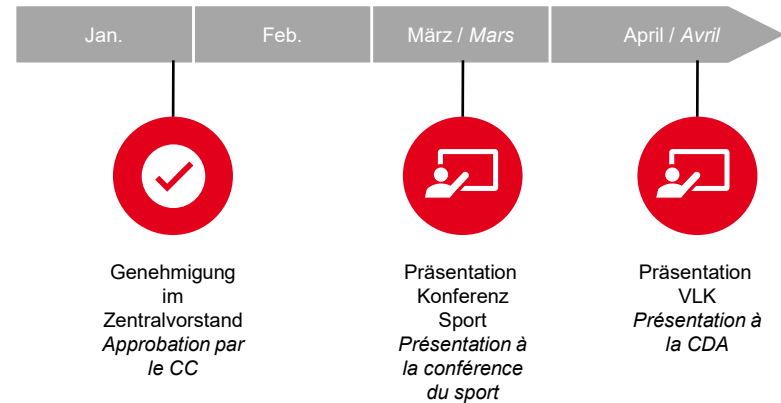 Jan.
Feb.
März / Mars
April / Avril
Genehmigung
im
Zentralvorstand
Approbation par
le CC
Präsentation
Konferenz
Sport
Présentation à
la conférence
du sport
Präsentation
VLK
Présentation à
la CDA